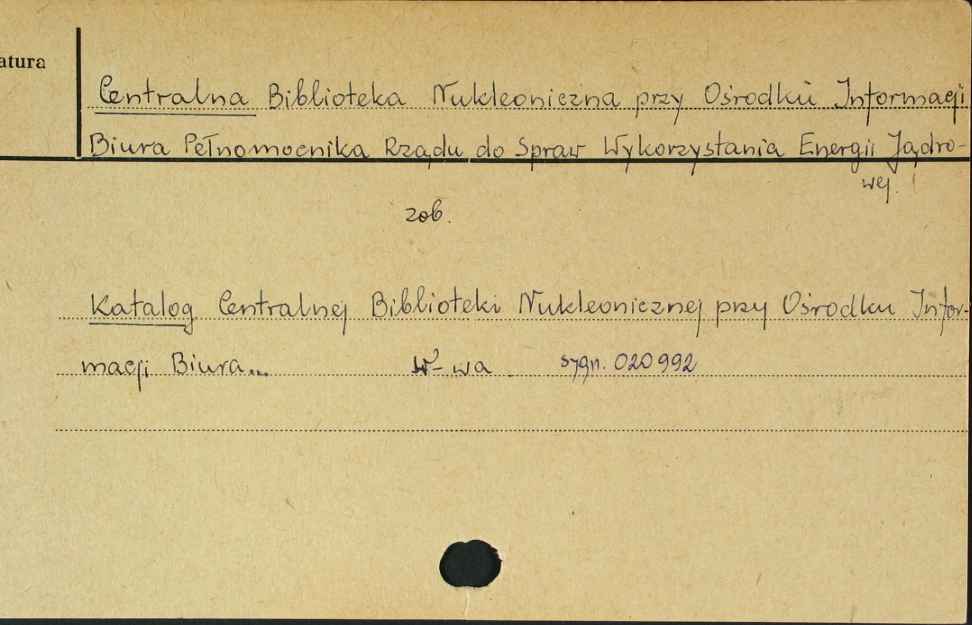 atura
Centralna Biblioteka Nukleoniczna przy Ośrodku Informacji
Biura Pełnomocnika Rządu do Spraw Wykorzystania Energii Jądro-
wej.
zob.
Katalog Centralnej Biblioteki Nukleonicznej przy Ośrodku Infor-
macji Biura... W-wa sygn. 020992